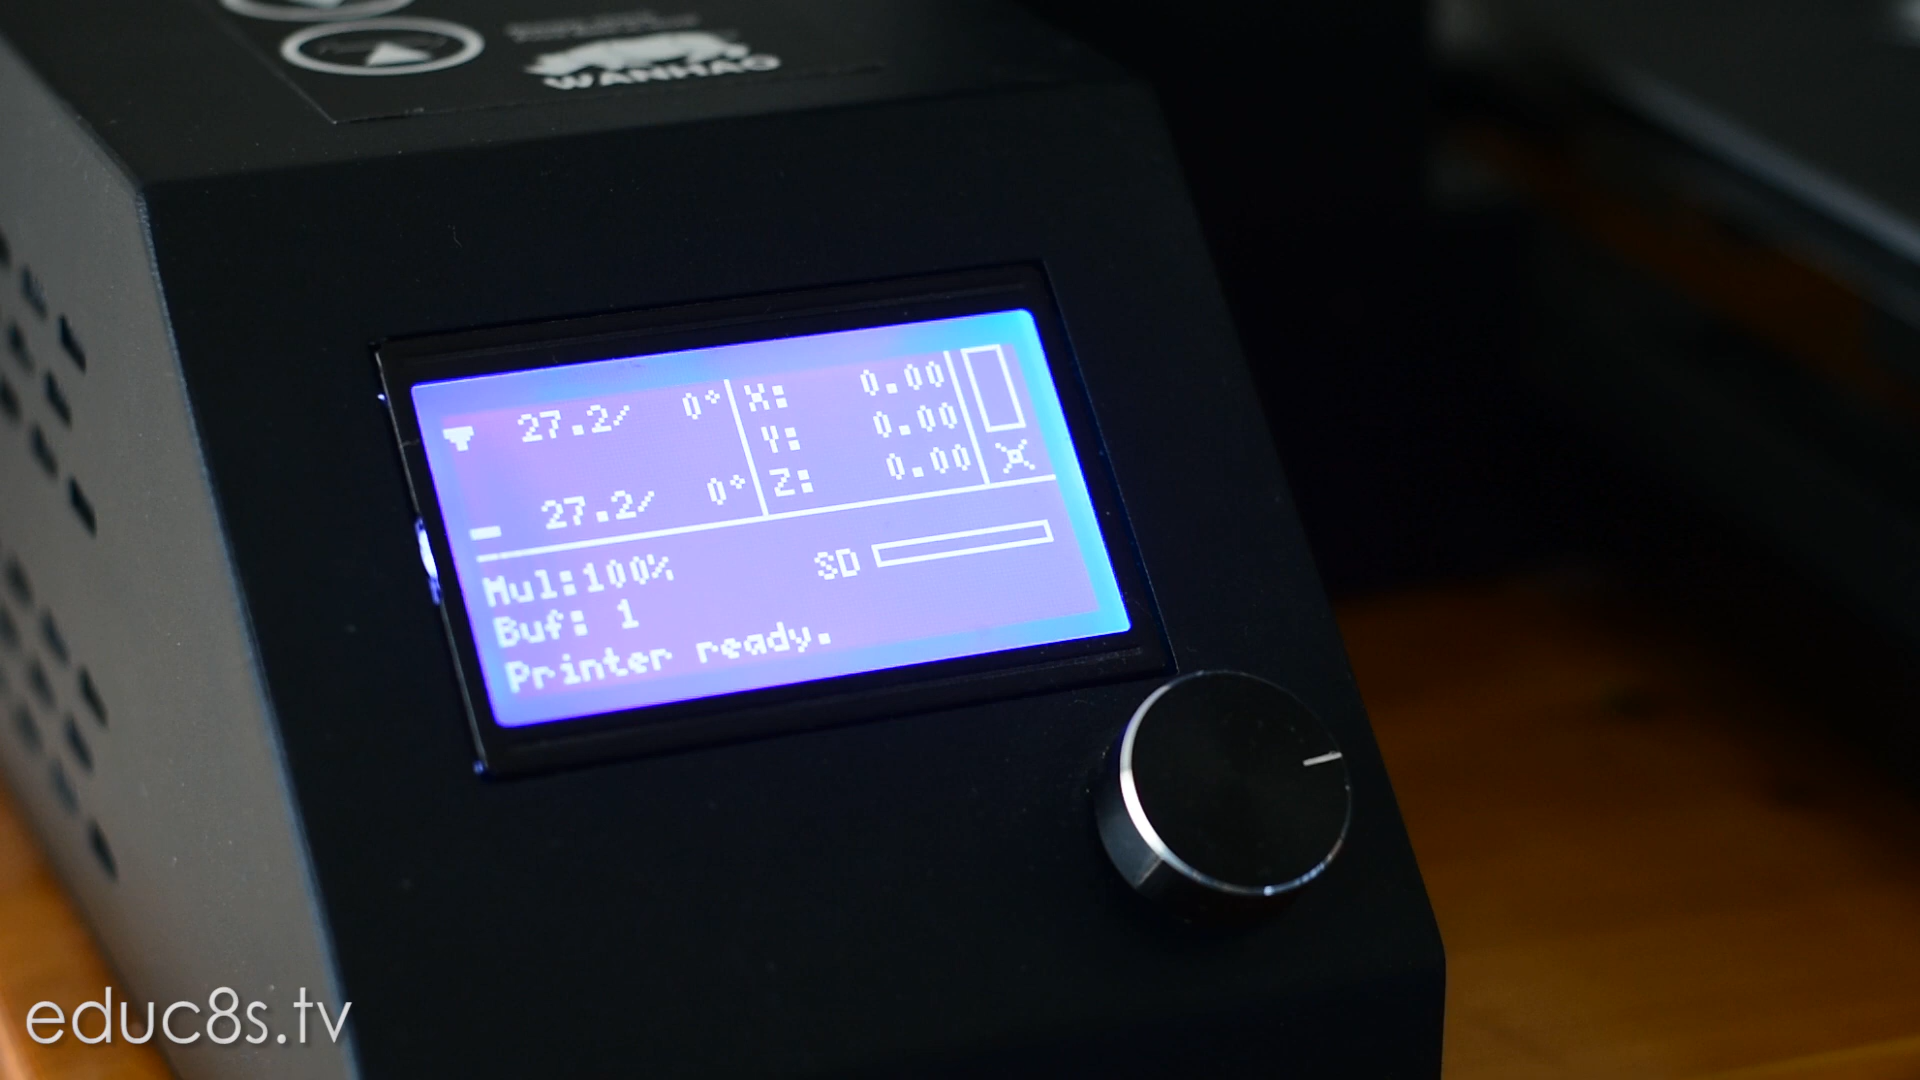 WANHAO
27.2/ 0° X: 0.00
Y: 0.00
27.2/ 0° Z: 0.00
Mul:100% SD
Buf: 1
Printer ready.
educ8s.tv